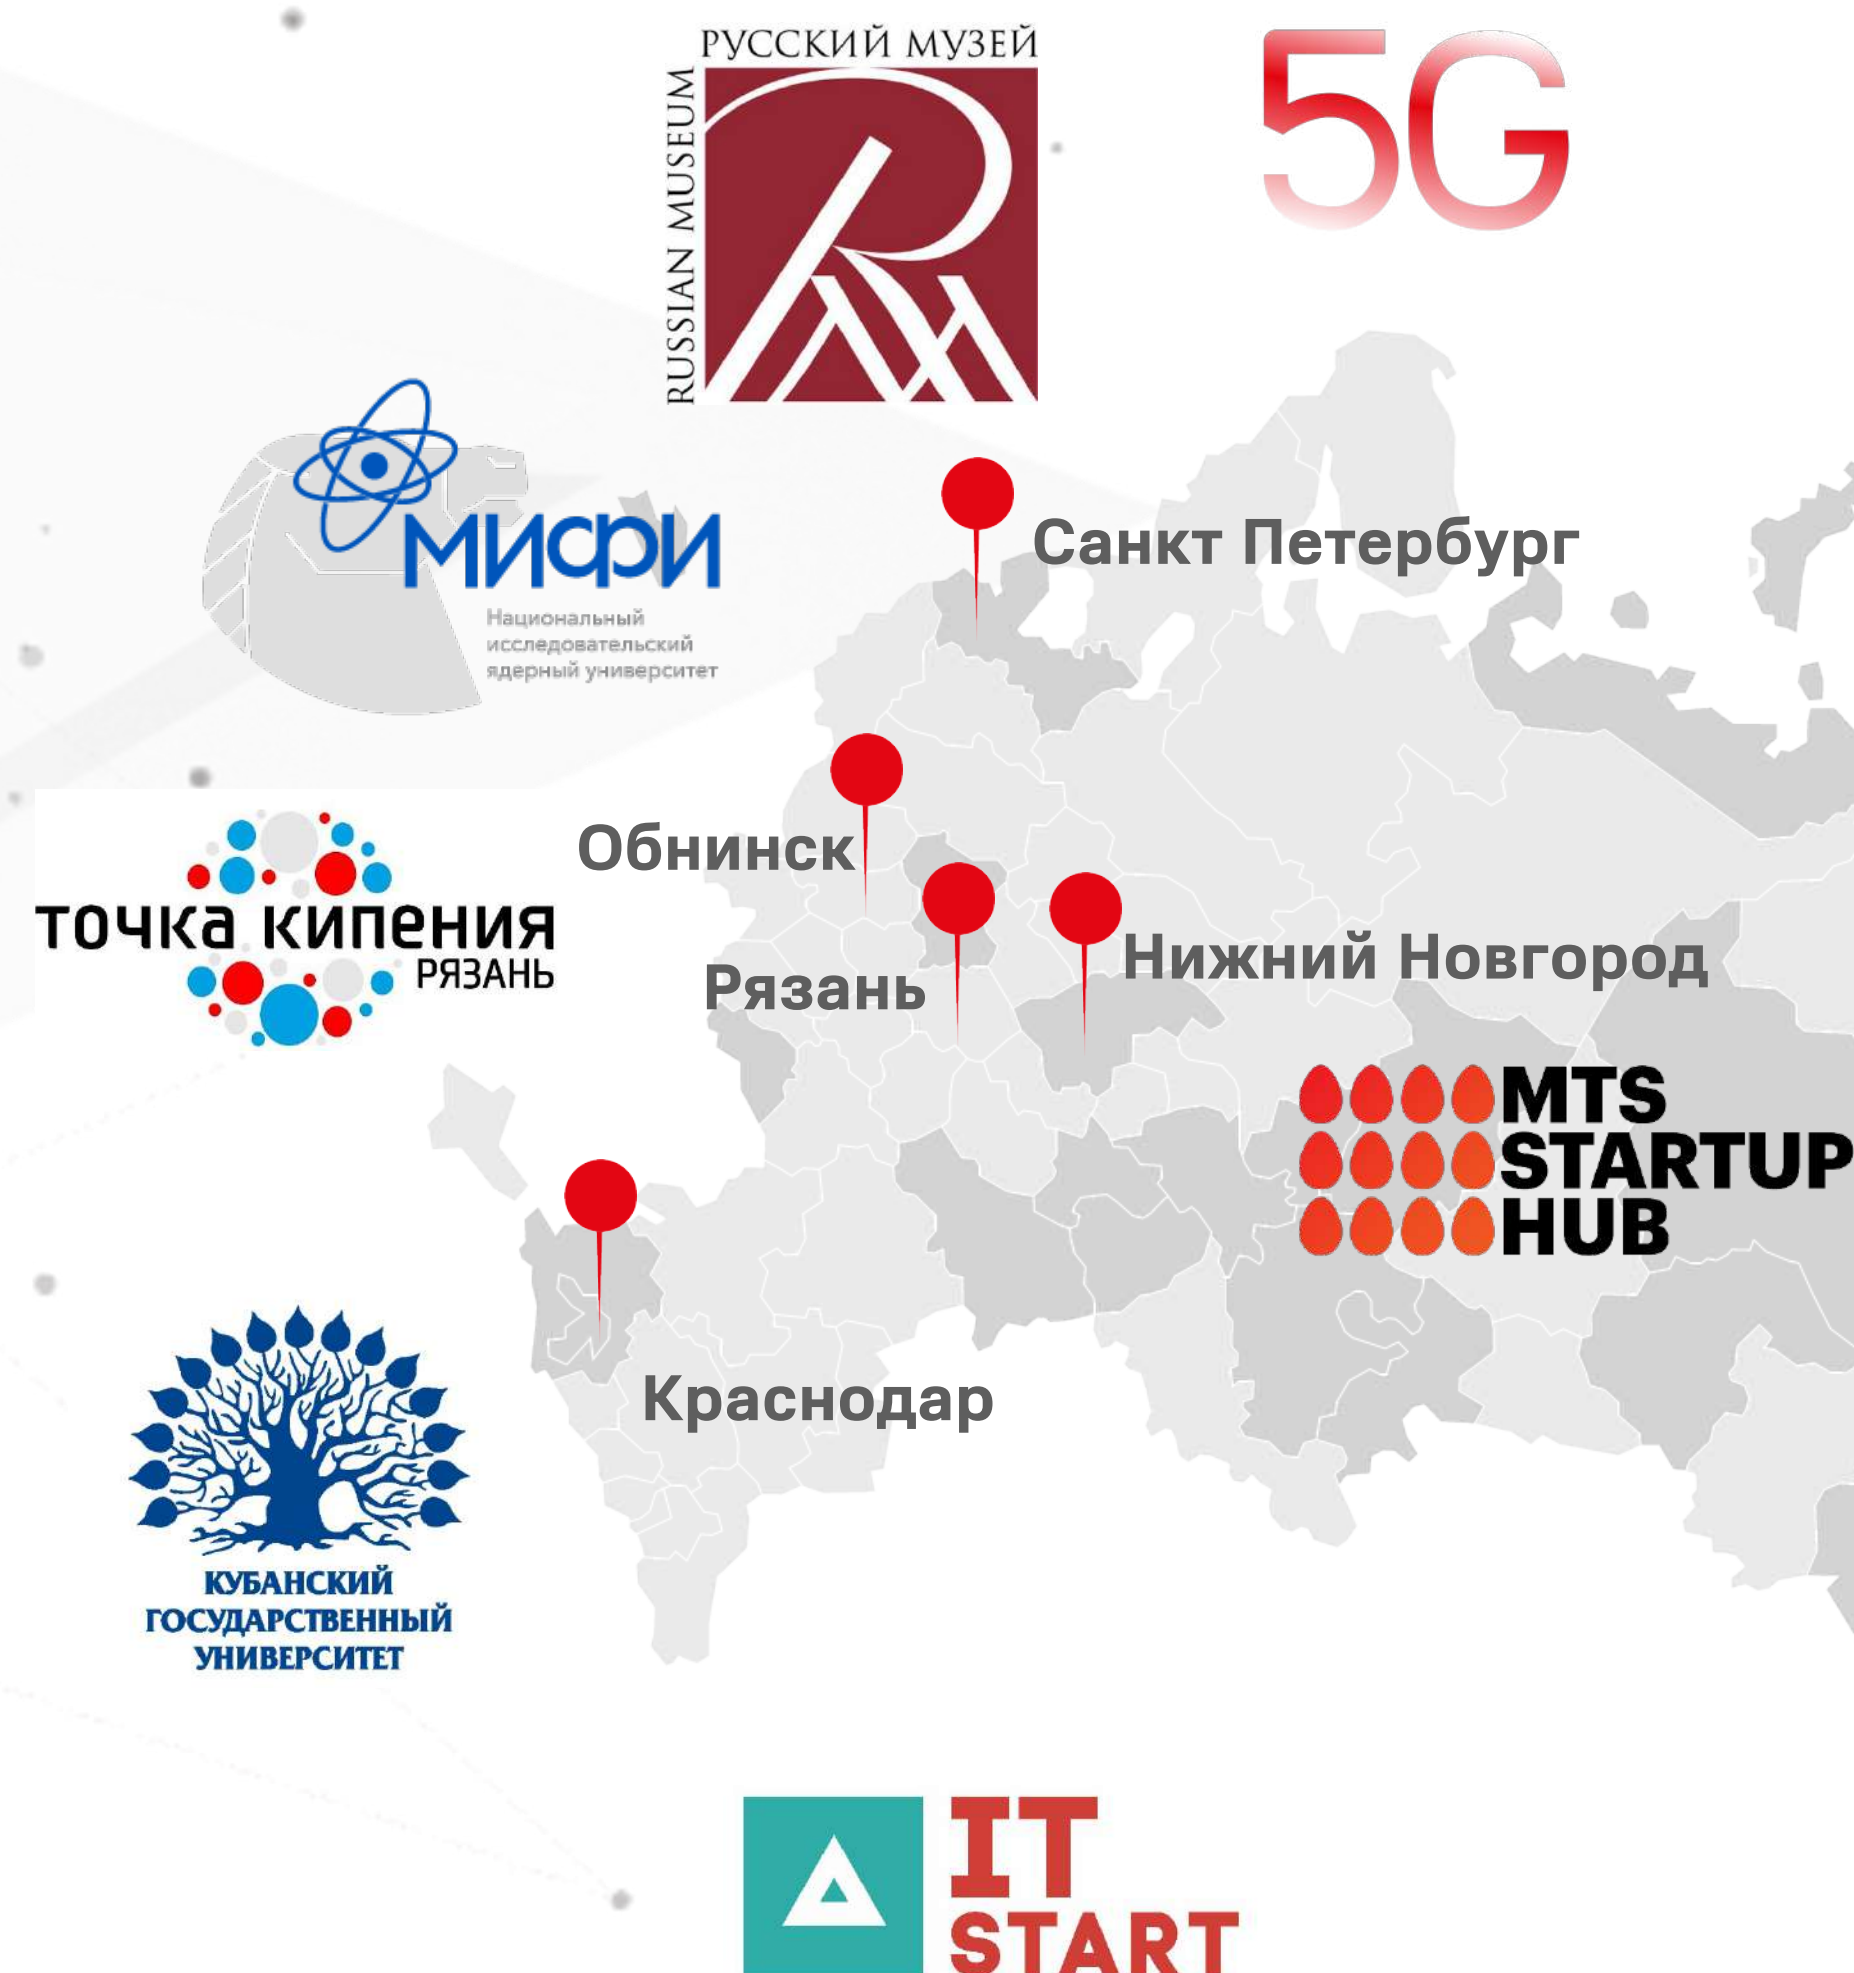 РУССКИЙ МУЗЕЙ
RUSSIAN MUSEUM
5G
МИФИ
Национальный
исследовательский
ядерный университет
Санкт Петербург
Обнинск
точка кипения
РЯЗАНЬ
Рязань
Нижний Новгород
MTS
STARTUP
HUB
Краснодар
КУБАНСКИЙ
ГОСУДАРСТВЕННЫЙ
УНИВЕРСИТЕТ
IT
START